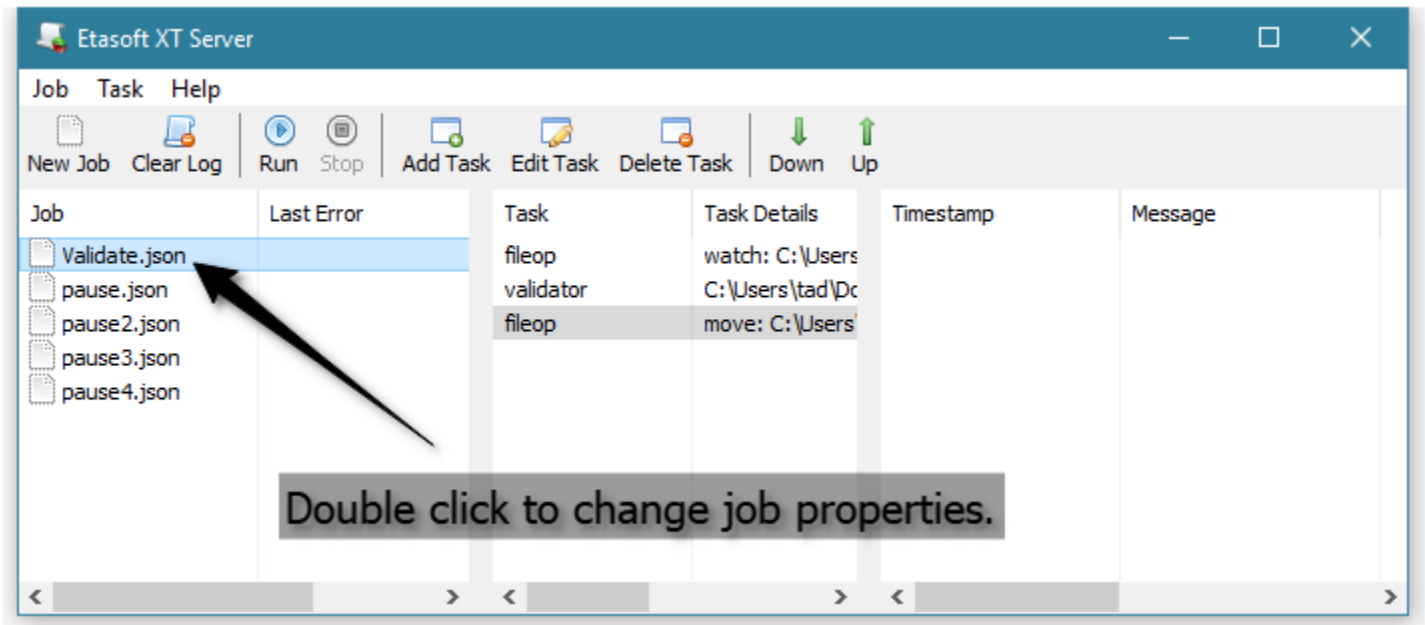 Etasoft XT Server
Job Task Help
New Job Clear Log Run Stop Add Task Edit Task Delete Task Down Up
Job Last Error Task Task Details Timestamp Message
Validate.json fileop watch: C:\Users
pause.json validator C:\Users\tad\Do
pause2.json fileop move: C:\Users\
pause3.json
pause4.json
Double click to change job properties.